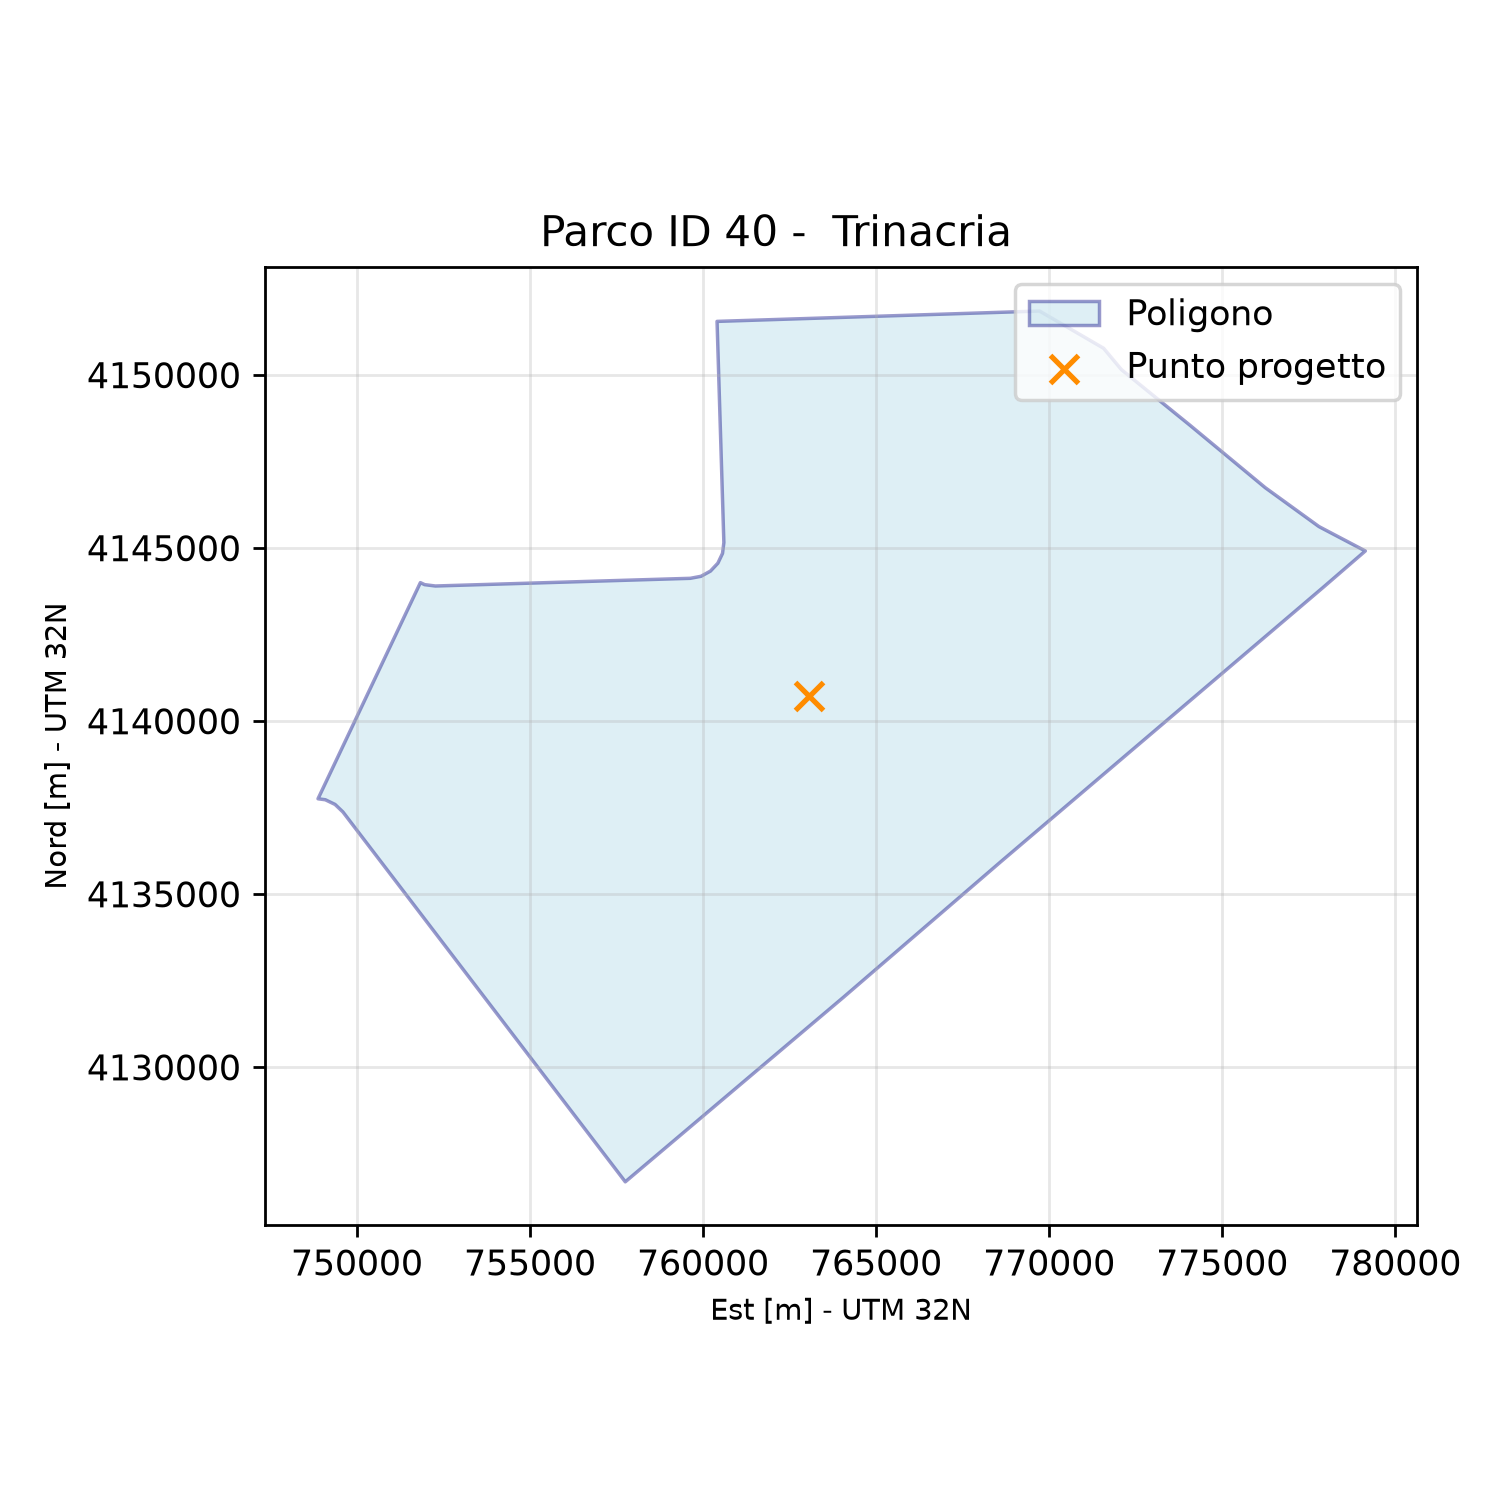 Parco ID 40 -  Trinacria
Poligono
Punto progetto
4150000
4145000
4140000
4135000
4130000
Nord [m] - UTM 32N
750000 755000 760000 765000 770000 775000 780000
Est [m] - UTM 32N